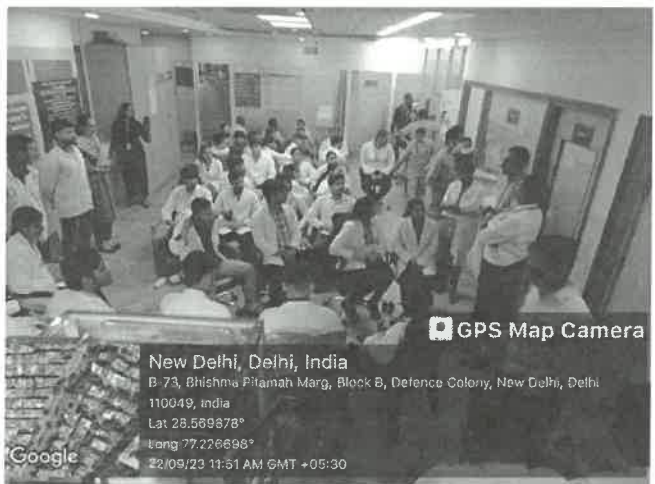 GPS Map Camera
New Delhi, Delhi, India
B-73, Bhishma Pitamah Marg, Block B, Defence Colony, New Delhi, Delhi
110049, India
Lat 28.569878°
Long 77.226698°
22/09/23 11:51 AM GMT +05:30
Google